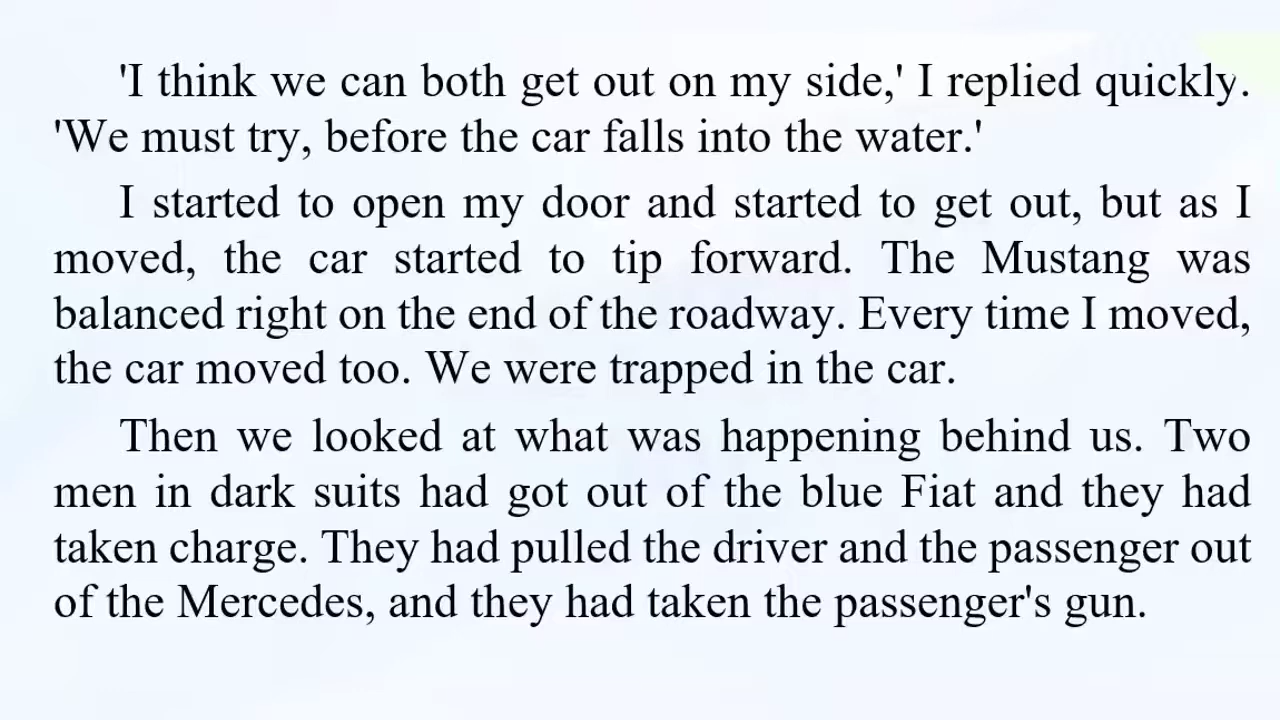 'I think we can both get out on my side,' I replied quickly.
'We must try, before the car falls into the water.'
I started to open my door and started to get out, but as I
moved, the car started to tip forward. The Mustang was
balanced right on the end of the roadway. Every time I moved,
the car moved too. We were trapped in the car.
Then we looked at what was happening behind us. Two
men in dark suits had got out of the blue Fiat and they had
taken charge. They had pulled the driver and the passenger out
of the Mercedes, and they had taken the passenger's gun.